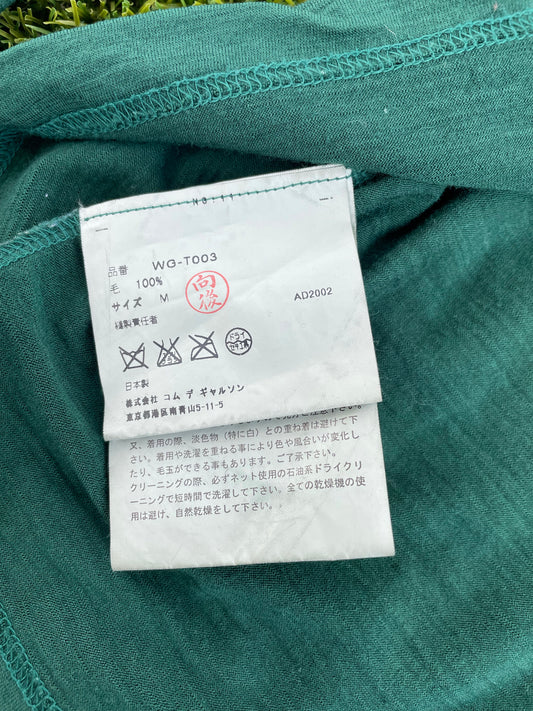 NO.11
品番 WG-T003
毛 100%
サイズ M
向後
AD2002
縫製責任者
ドライ
セキユ系
日本製
株式会社 コム デ ギャルソン
東京都港区南青山5-11-5
又、着用の際、淡色物（特に白）との重ね着は避けて下
さい。着用や洗濯を重ねる事により色や風合いが変化し
たり、毛玉ができる事もあります。ご了承下さい。
クリーニングの際、必ずネット使用の石油系ドライクリ
ーニングで短時間で洗濯して下さい。全ての乾燥機の使
用は避け、自然乾燥をして下さい。